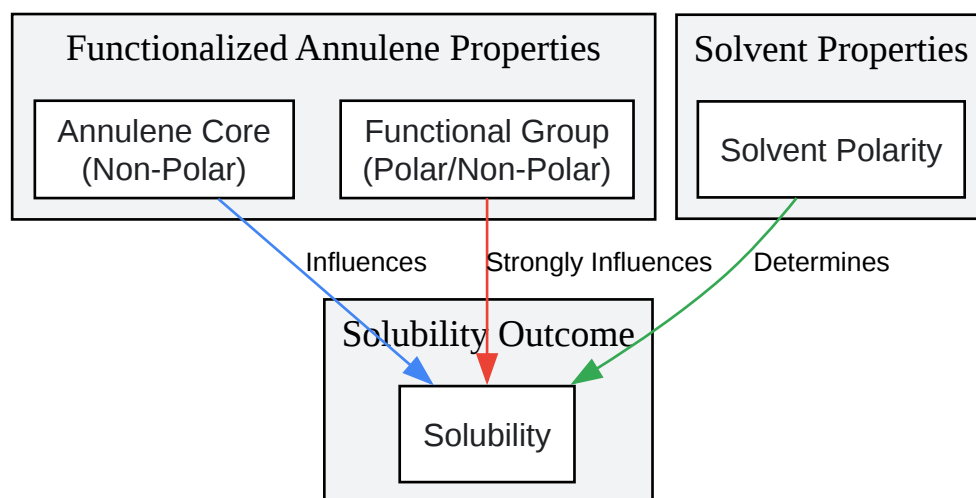 Functionalized Annulene Properties
Solvent Properties
Annulene Core
(Non-Polar)
Functional Group
(Polar/Non-Polar)
Solvent Polarity
Influences
Strongly Influences
Determines
Solubility Outcome
Solubility